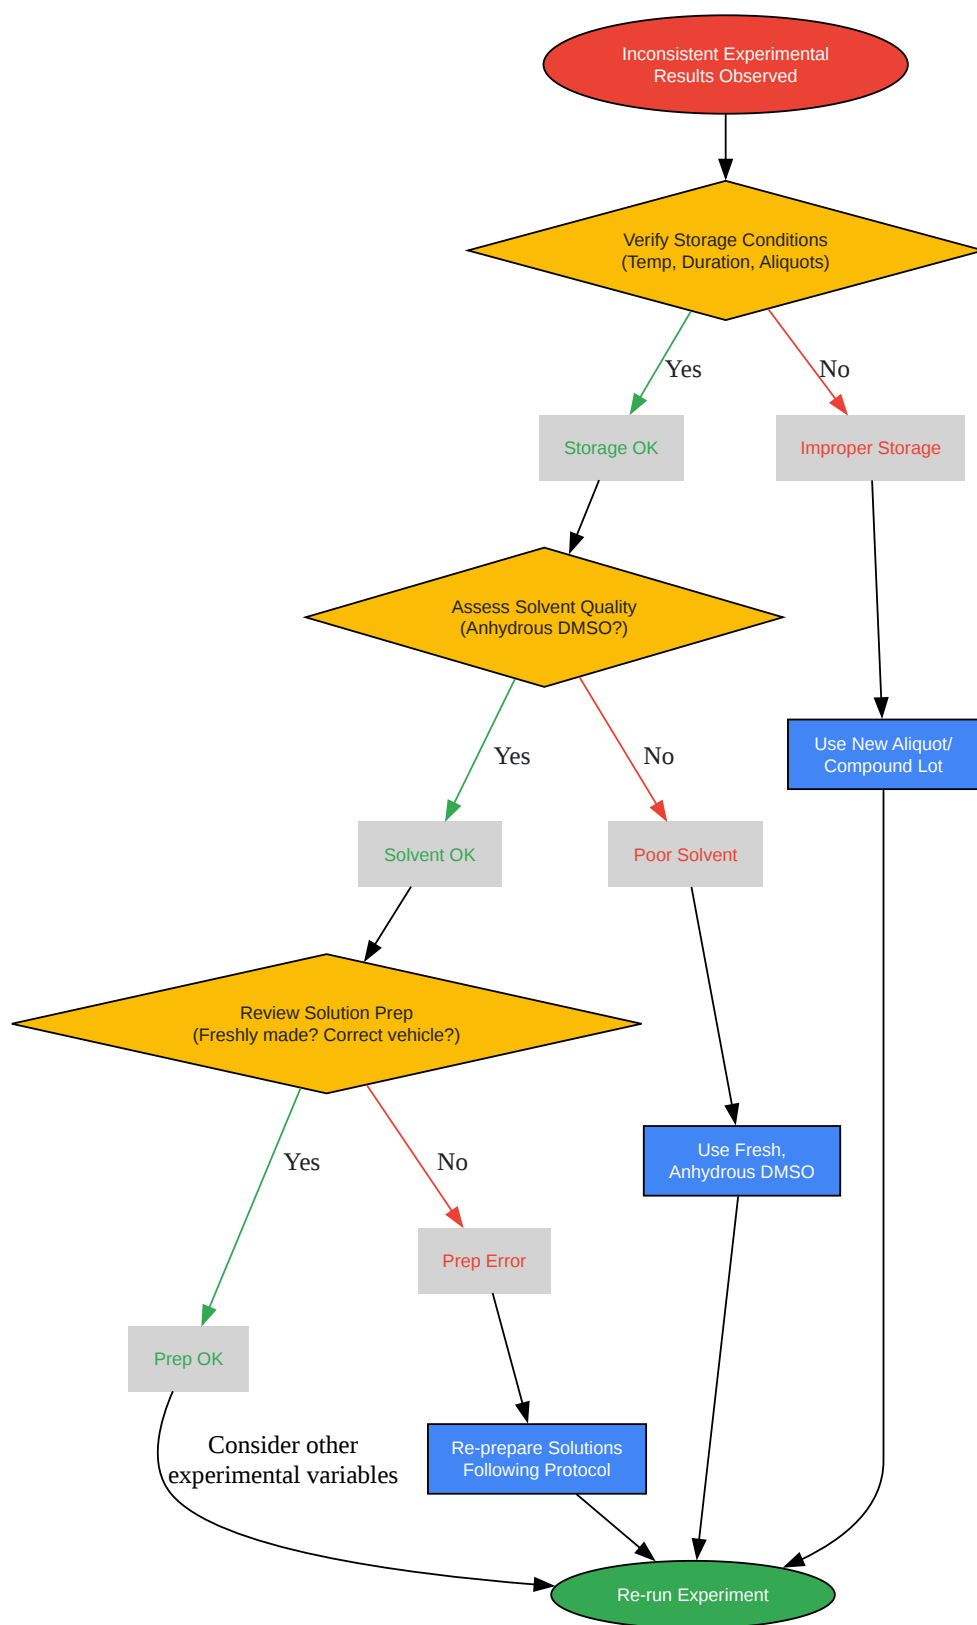 Inconsistent Experimental
Results Observed
Verify Storage Conditions
(Temp, Duration, Aliquots)
Yes
No
Storage OK
Improper Storage
Assess Solvent Quality
(Anhydrous DMSO?)
Yes
No
Use New Aliquot/
Compound Lot
Solvent OK
Poor Solvent
Review Solution Prep
(Freshly made? Correct vehicle?)
Yes
No
Use Fresh,
Anhydrous DMSO
Prep Error
Prep OK
Consider other
experimental variables
Re-prepare Solutions
Following Protocol
Re-run Experiment